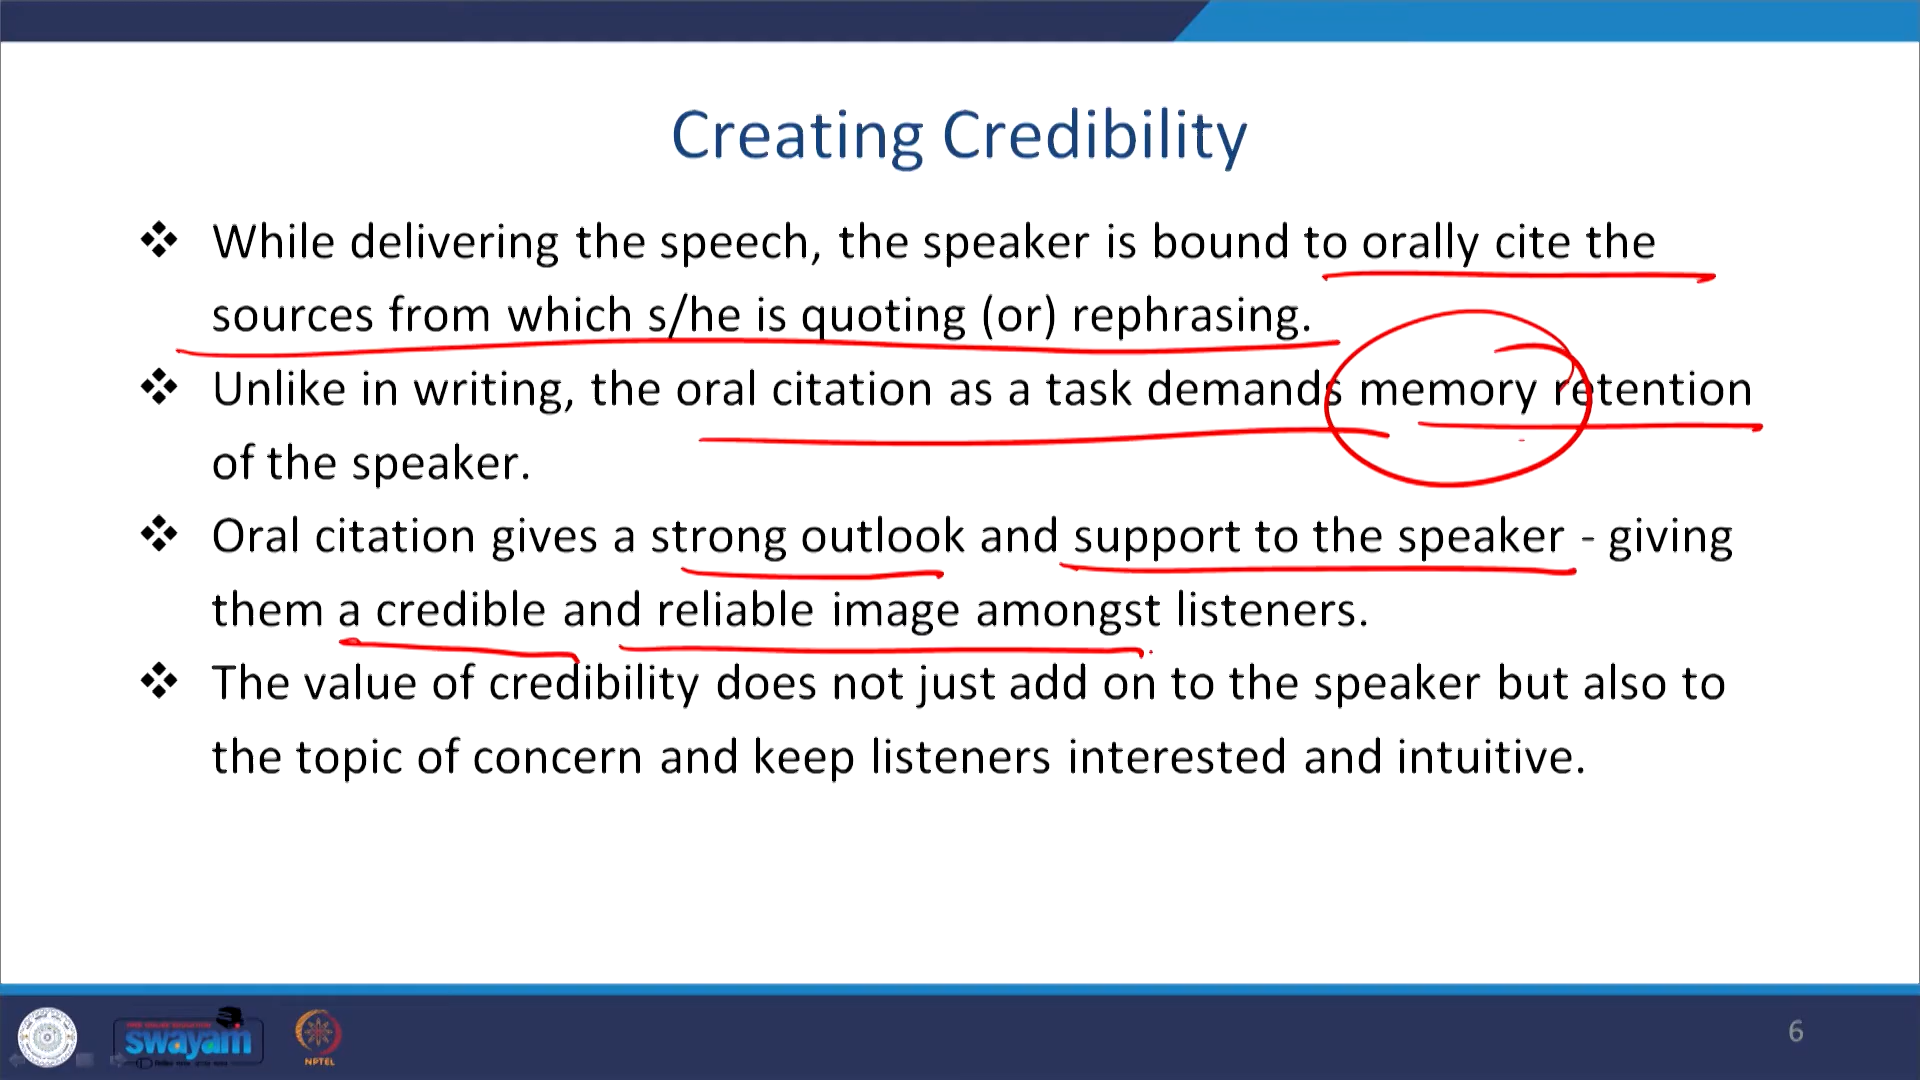 Creating Credibility
❖ While delivering the speech, the speaker is bound to orally cite the
sources from which s/he is quoting (or) rephrasing.
❖ Unlike in writing, the oral citation as a task demands memory retention
of the speaker.
❖ Oral citation gives a strong outlook and support to the speaker - giving
them a credible and reliable image amongst listeners.
❖ The value of credibility does not just add on to the speaker but also to
the topic of concern and keep listeners interested and intuitive.
swayam
NPTEL
6